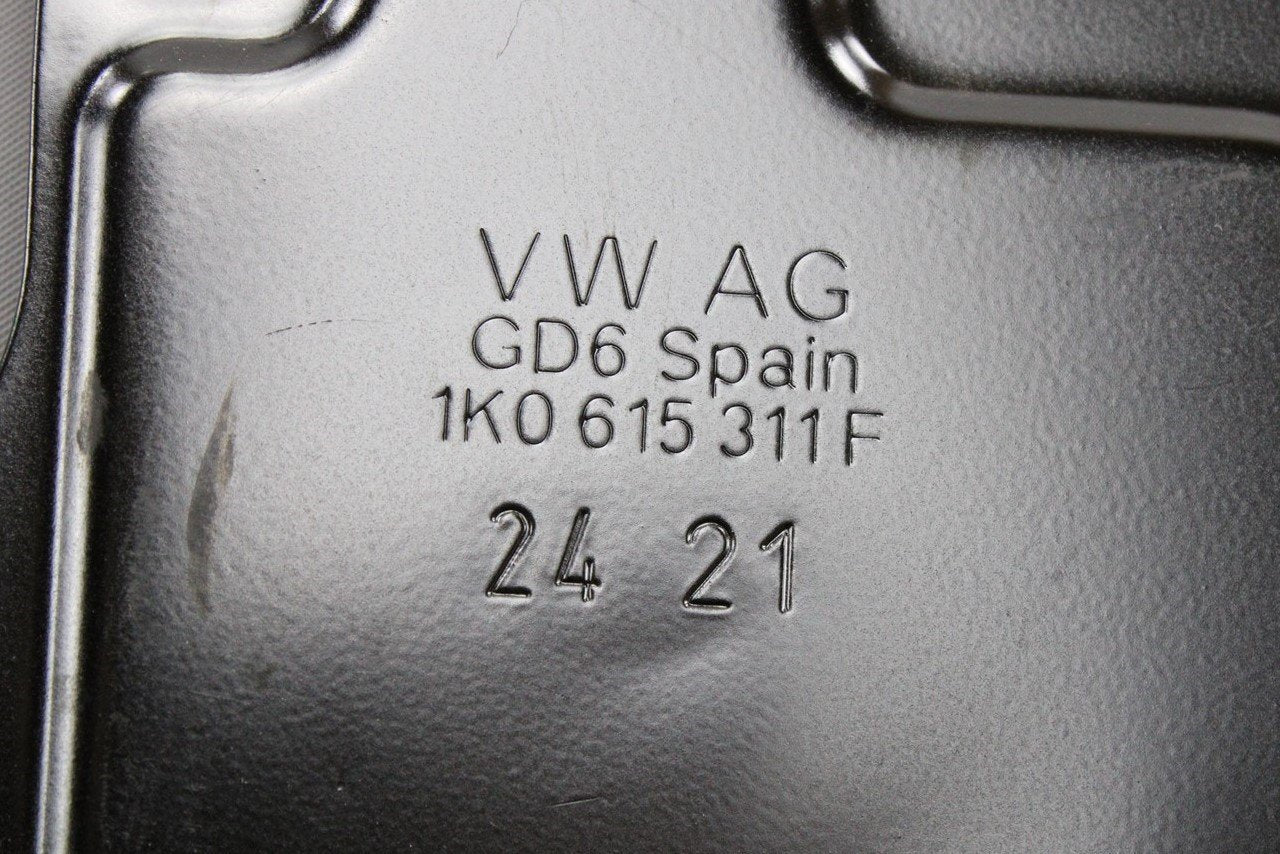 VW AG
GD6 Spain
1K0 615 311 F
24 21